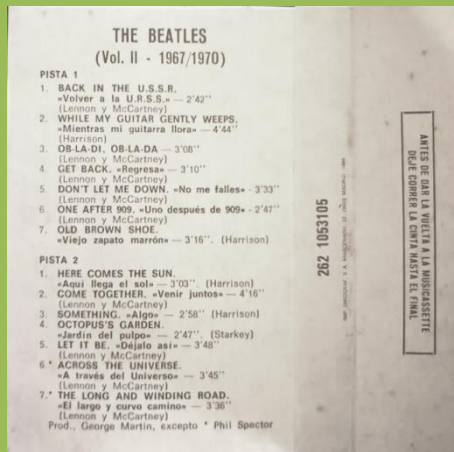 THE BEATLES
(Vol. II - 1967/1970)
PISTA 1
1. BACK IN THE U.S.S.R.
«Volver a la U.R.S.S.» — 2'42''
(Lennon y McCartney)
2. WHILE MY GUITAR GENTLY WEEPS.
«Mientras mi guitarra llora» — 4'44''
(Harrison)
3. OB-LA-DI, OB-LA-DA — 3'08''
(Lennon y McCartney)
4. GET BACK. «Regresa» — 3'10''
(Lennon y McCartney)
5. DON'T LET ME DOWN. «No me falles» - 3'33''
(Lennon y McCartney)
6. ONE AFTER 909. «Uno después de 909» - 2'47''
(Lennon y McCartney)
7. OLD BROWN SHOE.
«Viejo zapato marrón» — 3'16''. (Harrison)
PISTA 2
1. HERE COMES THE SUN.
«Aquí llega el sol» — 3'03''. (Harrison)
2. COME TOGETHER. «Venir juntos» — 4'16''
(Lennon y McCartney)
3. SOMETHING. «Algo» — 2'58'' (Harrison)
4. OCTOPUS'S GARDEN.
«Jardín del pulpo» — 2'47''. (Starkey)
5. LET IT BE. «Déjalo así» — 3'48''
(Lennon y McCartney)
6 * ACROSS THE UNIVERSE.
«A través del Universo» — 3'45''
(Lennon y McCartney)
7.* THE LONG AND WINDING ROAD.
«El largo y curvo camino» — 3'36''
(Lennon y McCartney)
Prod., George Martin, excepto * Phil Spector
262 1053105
ANTES DE DAR LA VUELTA A LA MUSICASSETTE
DEJE CORRER LA CINTA HASTA EL FINAL